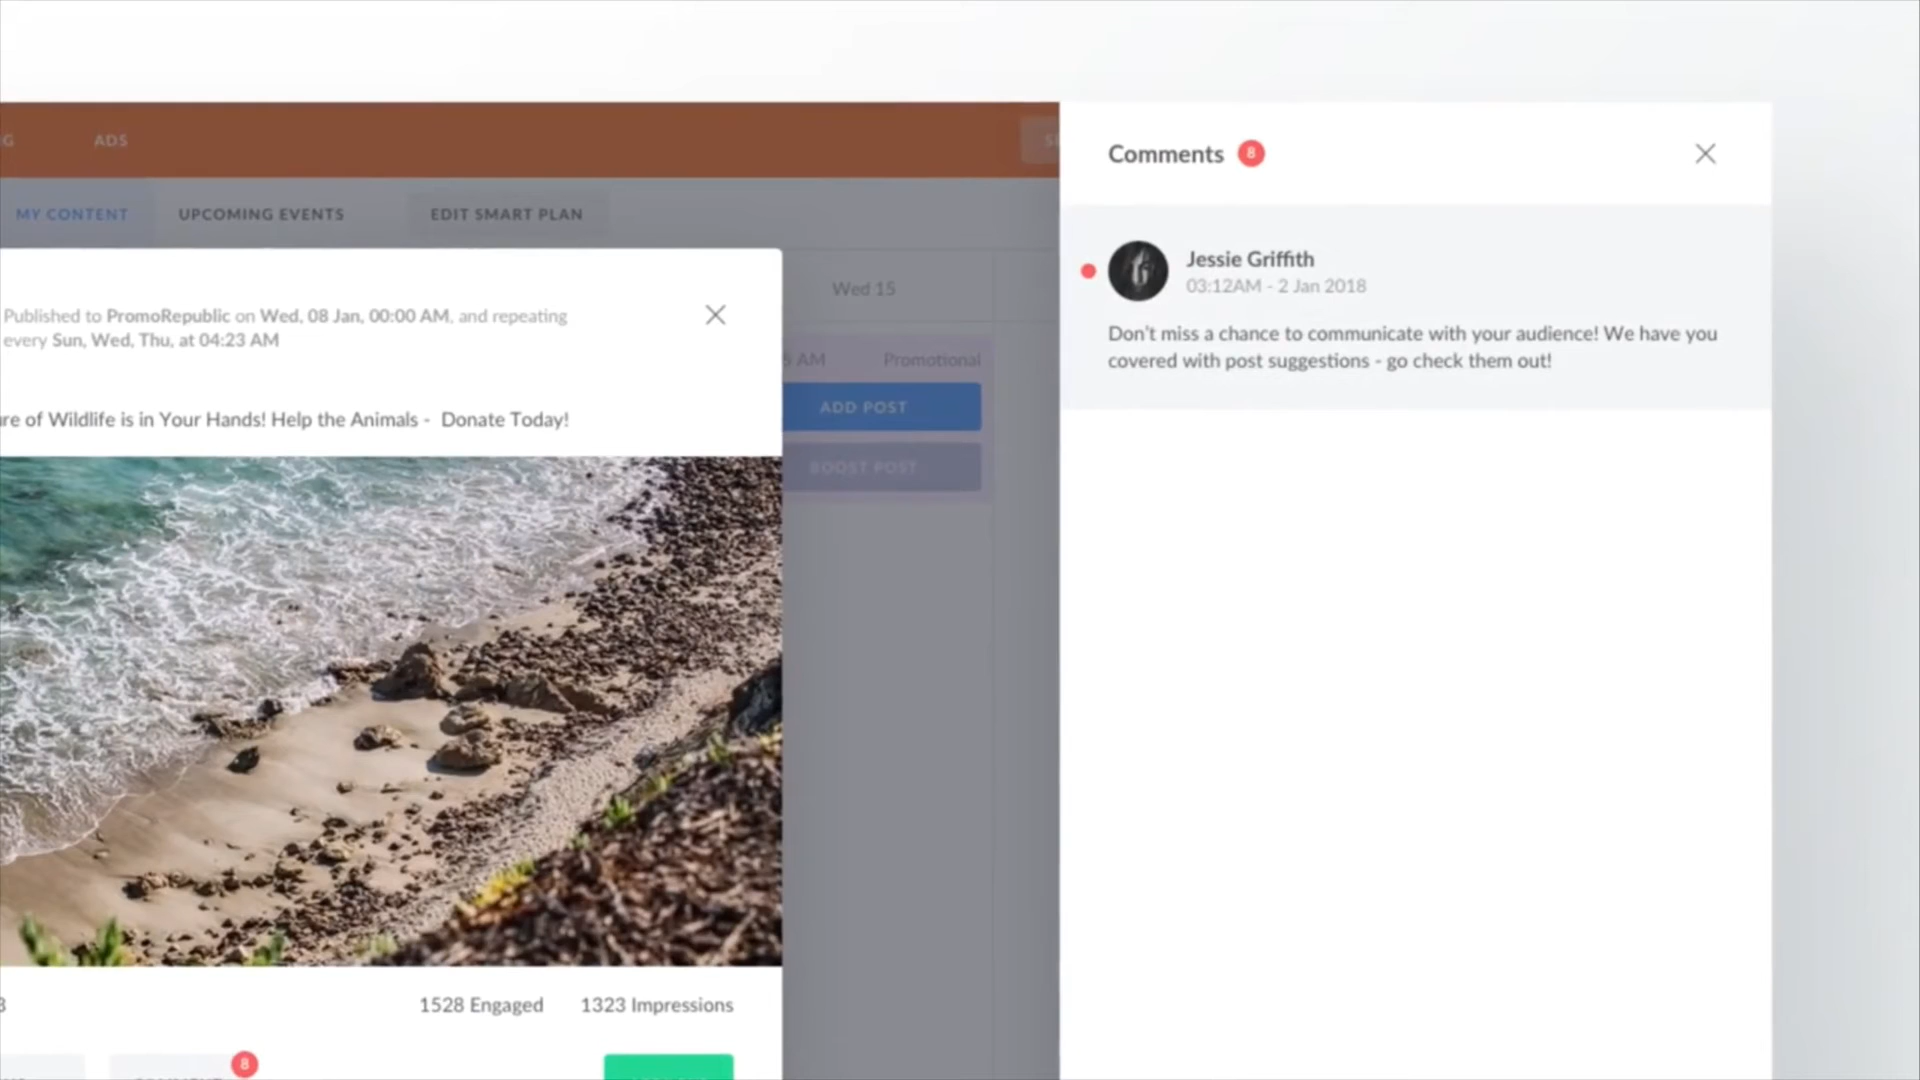 G ADS
MY CONTENT UPCOMING EVENTS EDIT SMART PLAN
Published to PromoRepublic on Wed, 08 Jan, 00:00 AM, and repeating
every Sun, Wed, Thu, at 04:23 AM
re of Wildlife is in Your Hands! Help the Animals - Donate Today!
1528 Engaged 1323 Impressions
8
Wed 15
5 AM Promotional
ADD POST
BOOST POST
Comments 8
Jessie Griffith
03:12AM - 2 Jan 2018
Don't miss a chance to communicate with your audience! We have you
covered with post suggestions - go check them out!